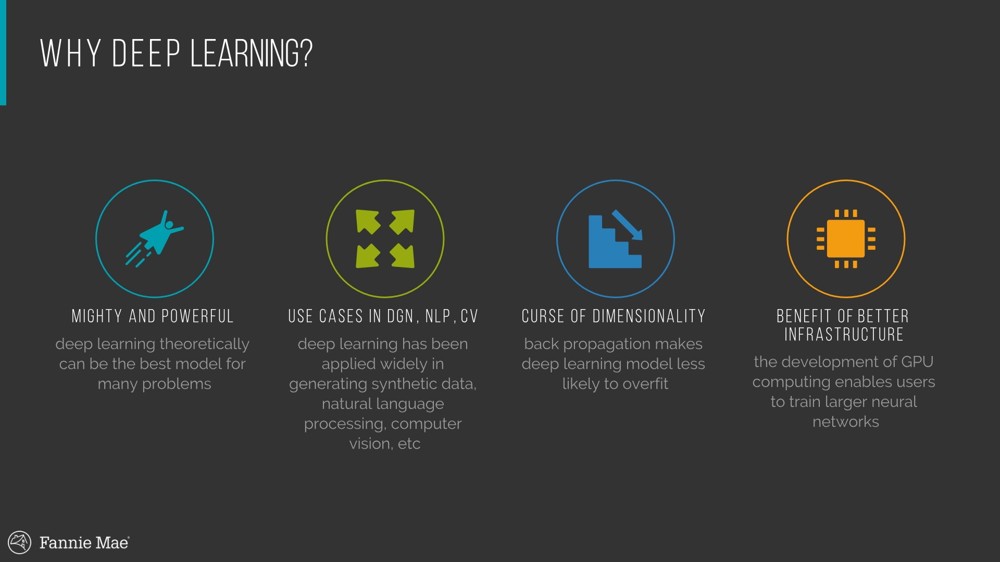 WHY DEEP LEARNING?
MIGHTY AND POWERFUL
deep learning theoretically
can be the best model for
many problems
USE CASES IN DGN, NLP, CV
deep learning has been
applied widely in
generating synthetic data,
natural language
processing, computer
vision, etc
CURSE OF DIMENSIONALITY
back propagation makes
deep learning model less
likely to overfit
BENEFIT OF BETTER
INFRASTRUCTURE
the development of GPU
computing enables users
to train larger neural
networks
Fannie Mae®